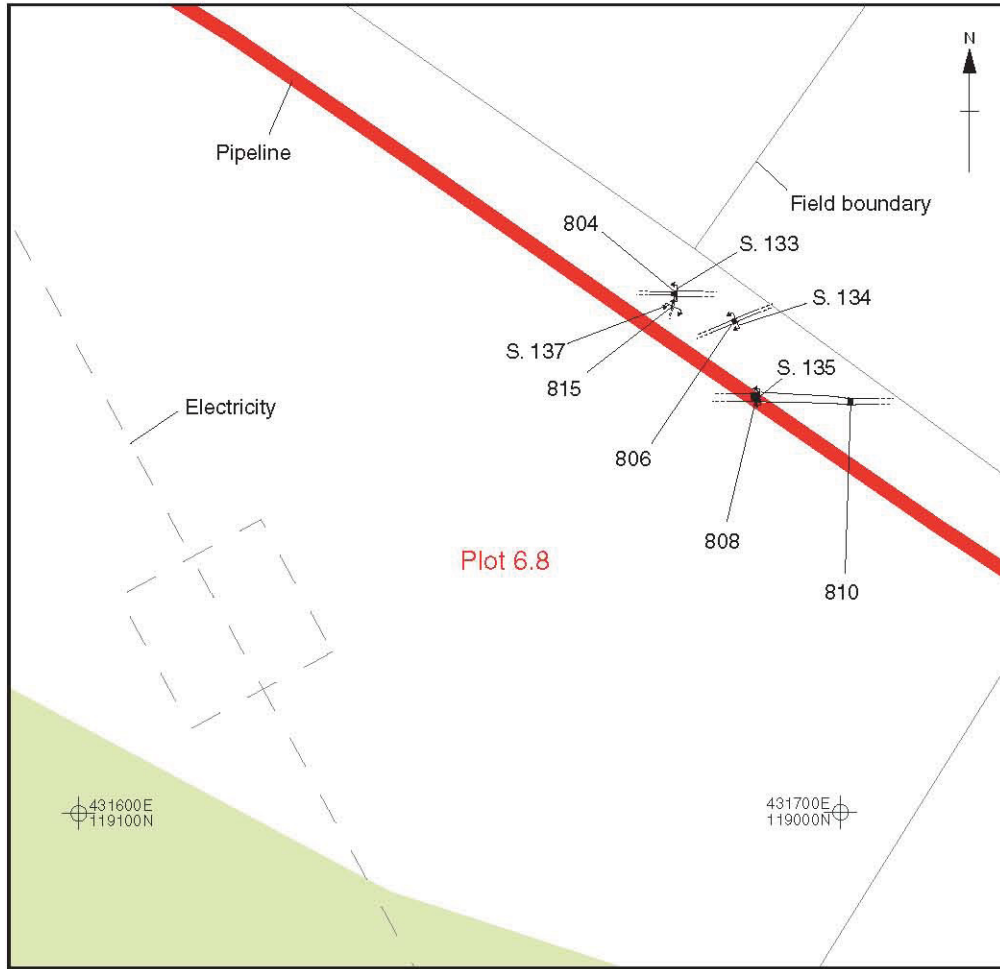 N
Pipeline
Field boundary
804
S. 133
S. 134
S. 137
S. 135
815
Electricity
806
808
Plot 6.8
810
431600E
119100N
431700E
119000N